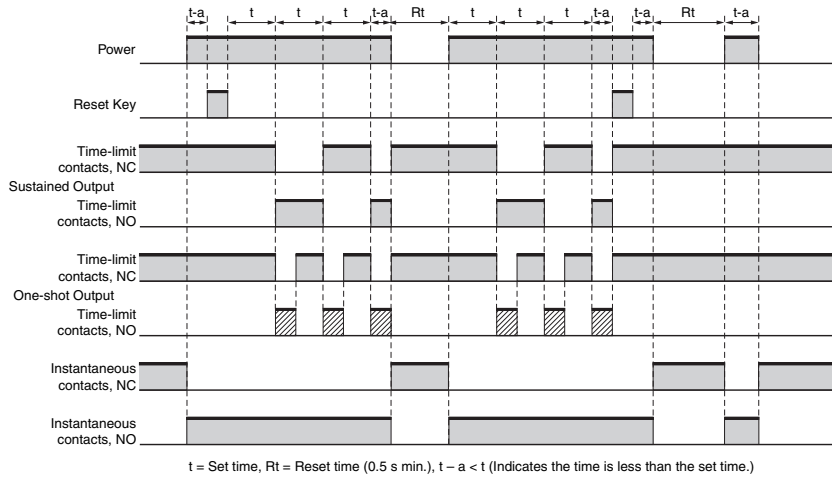 t-a t t t t-a Rt t t t t-a t-a Rt t-a
Power
Reset Key
Time-limit
contacts, NC
Sustained Output
Time-limit
contacts, NO
Time-limit
contacts, NC
One-shot Output
Time-limit
contacts, NO
Instantaneous
contacts, NC
Instantaneous
contacts, NO
t = Set time, Rt = Reset time (0.5 s min.), t – a < t (Indicates the time is less than the set time.)